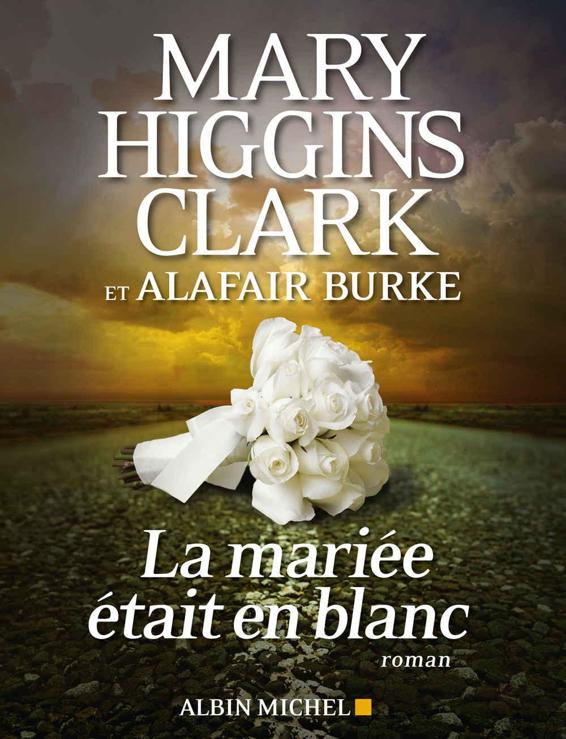 MARY
HIGGINS
CLARK
ET ALAFAIR BURKE
La mariée
était en blanc
roman
ALBIN MICHEL